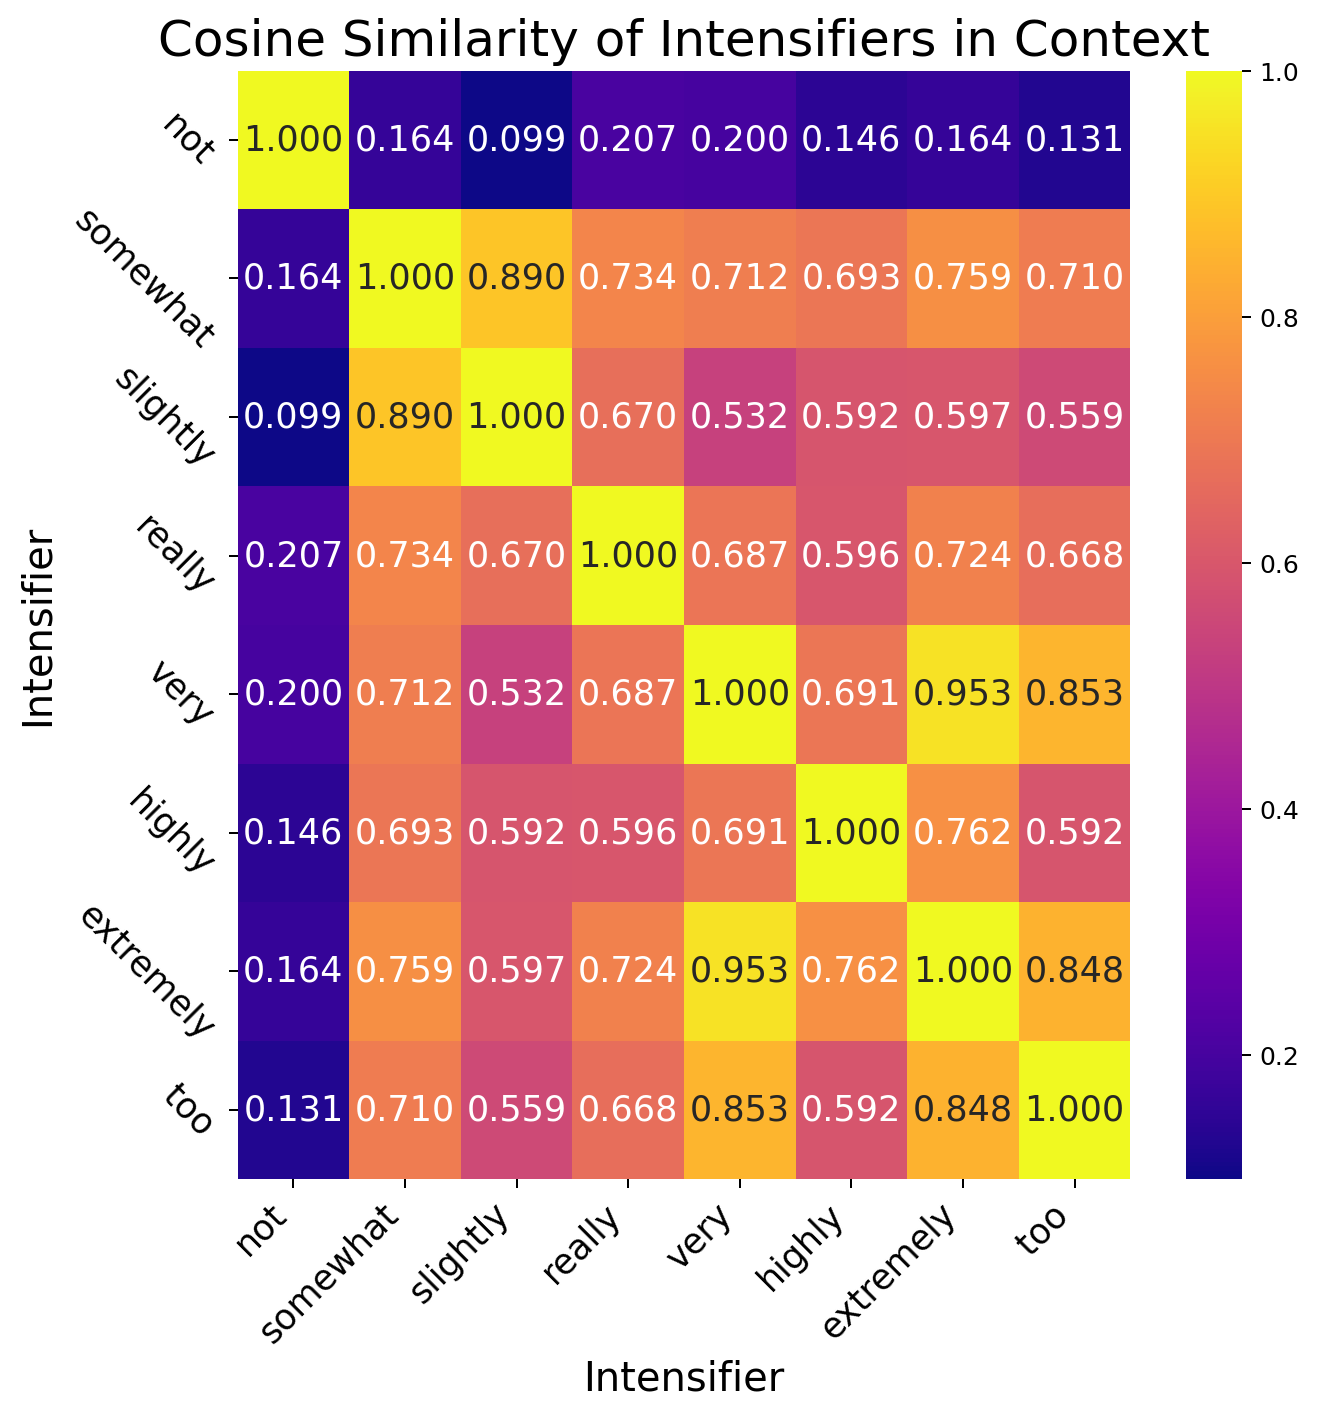 Cosine Similarity of Intensifiers in Context
not 1.000 0.164 0.099 0.207 0.200 0.146 0.164 0.131
somewhat 0.164 1.000 0.890 0.734 0.712 0.693 0.759 0.710
slightly 0.099 0.890 1.000 0.670 0.532 0.592 0.597 0.559
really 0.207 0.734 0.670 1.000 0.687 0.596 0.724 0.668
very 0.200 0.712 0.532 0.687 1.000 0.691 0.953 0.853
highly 0.146 0.693 0.592 0.596 0.691 1.000 0.762 0.592
extremely 0.164 0.759 0.597 0.724 0.953 0.762 1.000 0.848
too 0.131 0.710 0.559 0.668 0.853 0.592 0.848 1.000
not somewhat slightly really very highly extremely too
Intensifier
Intensifier
1.0
0.8
0.6
0.4
0.2